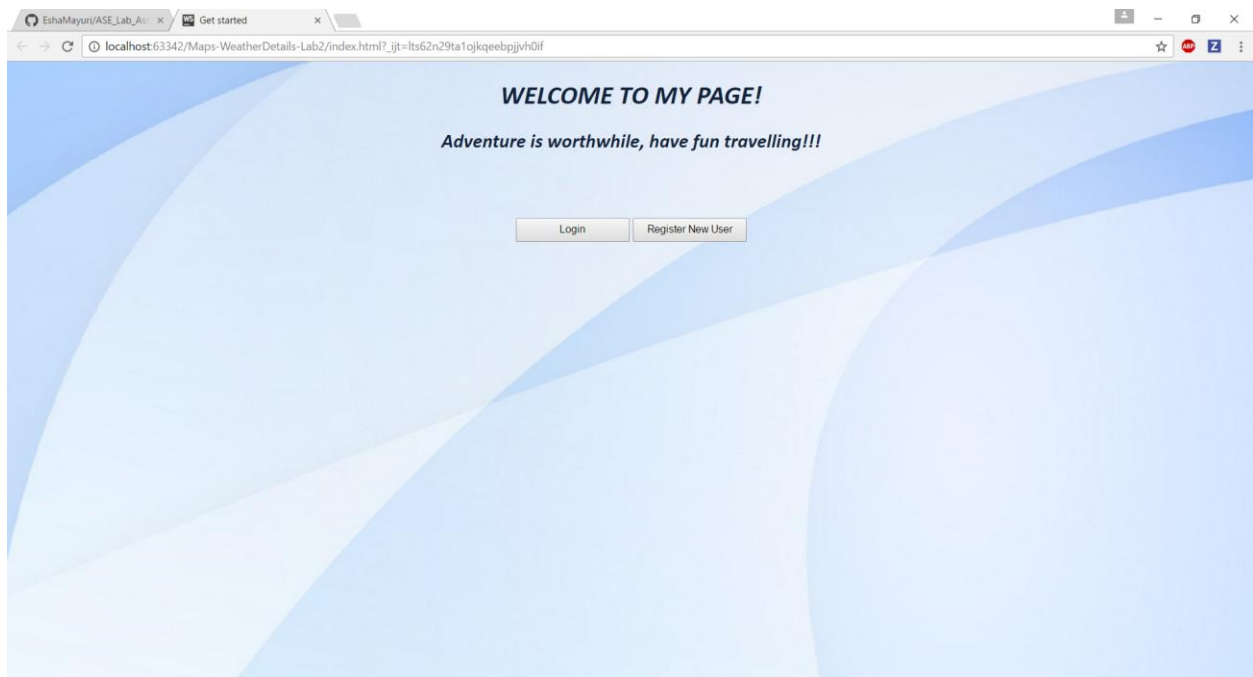 EshaMayuri/ASE_Lab_As
Get started
localhost:63342/Maps-WeatherDetails-Lab2/index.html?_ijt=lts62n29ta1ojkqeebpjjvh0if
ABP
Z
WELCOME TO MY PAGE!
Adventure is worthwhile, have fun travelling!!!
Login Register New User